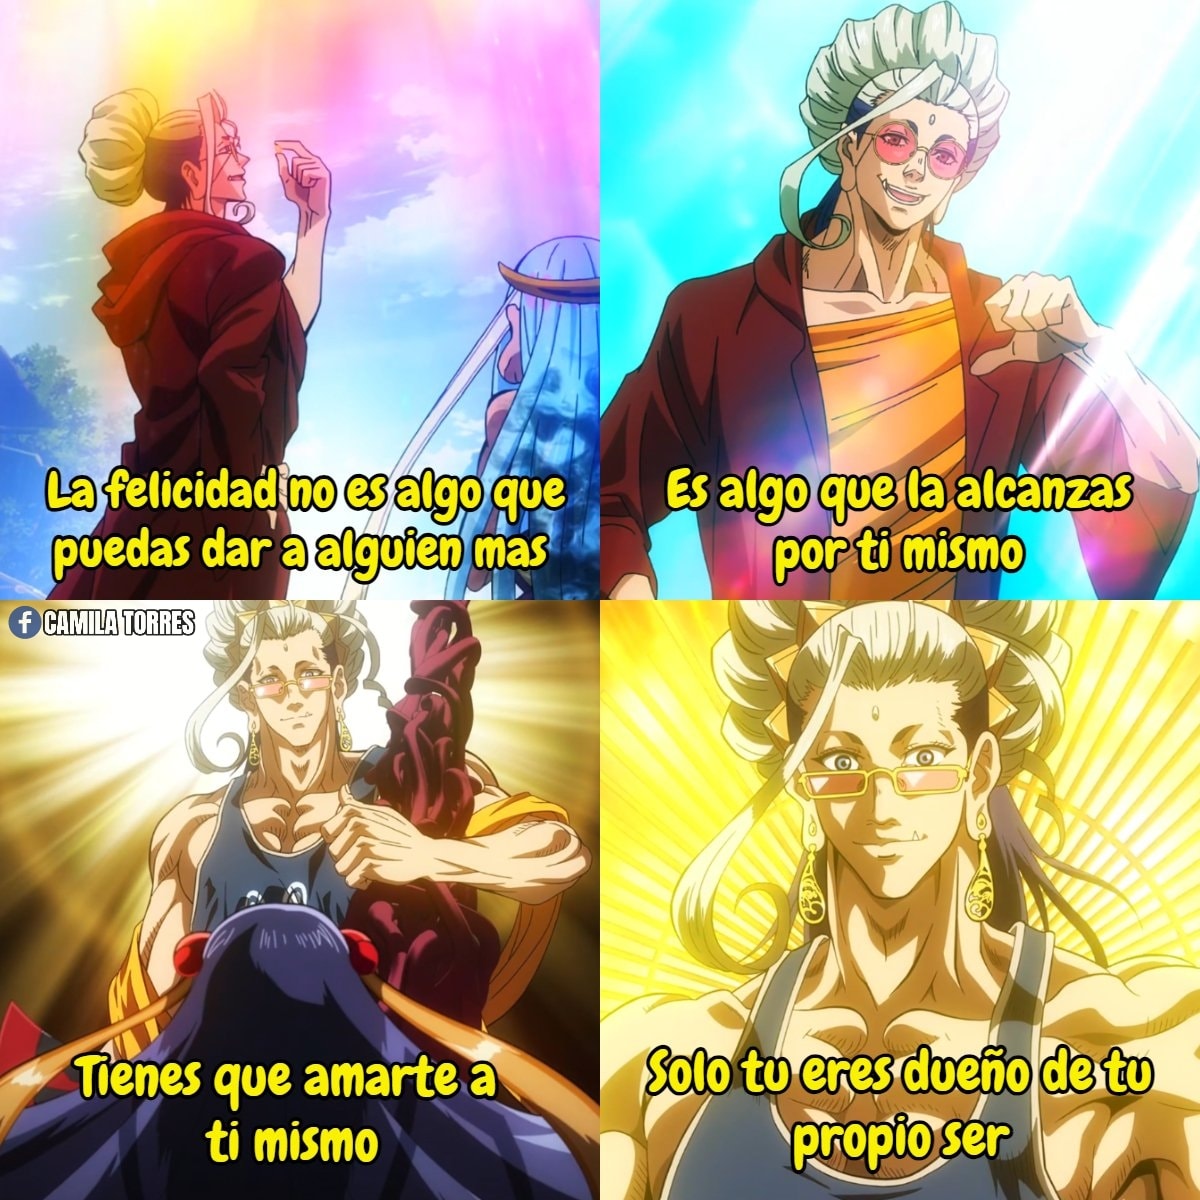 La felicidad no es algo que
puedas dar a alguien mas
Es algo que la alcanzas
por ti mismo
CAMILA TORRES
Tienes que amarte a
ti mismo
Solo tu eres dueño de tu
propio ser